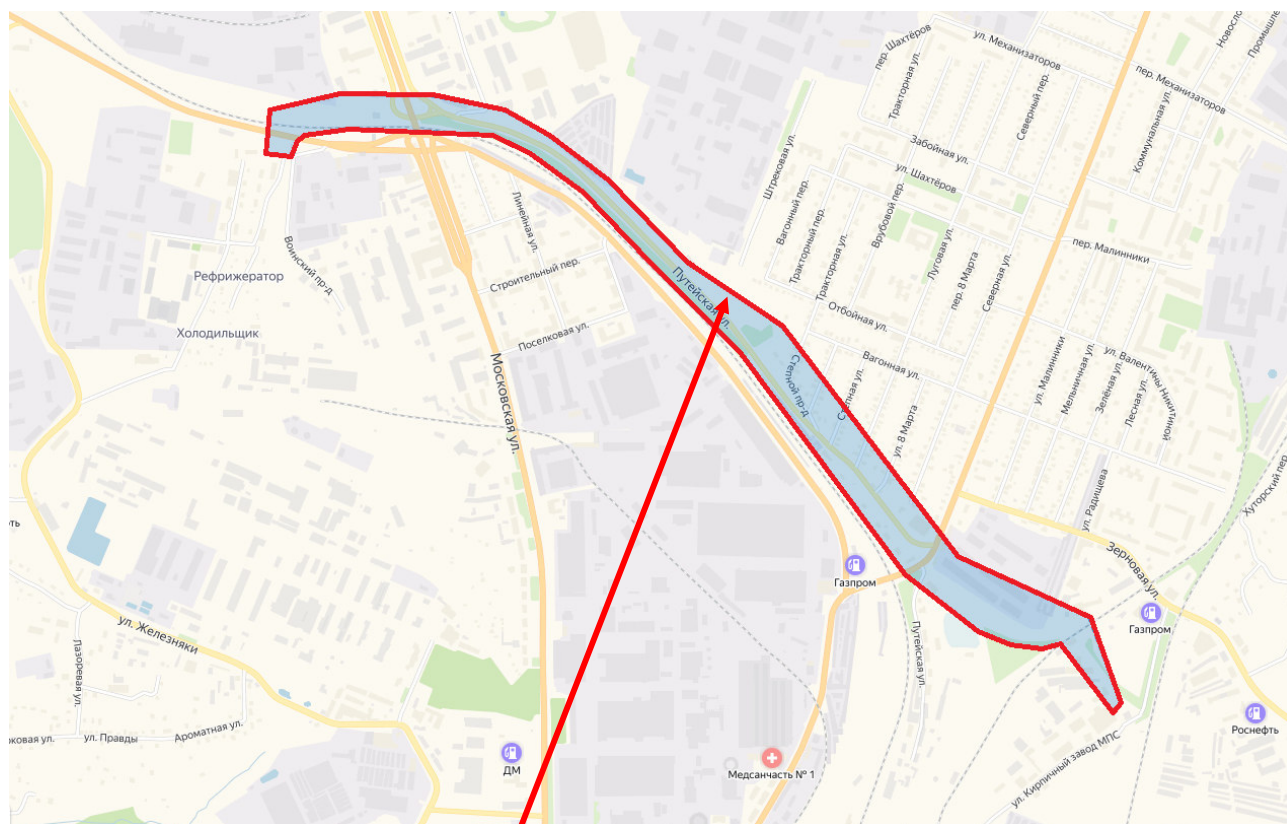 пер. Шахтёров
ул. Механизаторов
Новосло
Промышле
Тракторная ул.
Северный пер.
пер. Механизаторов
Коммунальная ул.
Забойная ул.
Штрековая ул.
ул. Шахтёров
Вагонный пер.
Тракторный пер.
Врубовой пер.
Линейная ул.
Тракторная ул.
Луговая ул.
пер. 8 Марта
Северная ул.
пер. Малинники
Воинский пр-д
Рефрижератор
Строительный пер.
Путейская ул.
Отбойная ул.
Холодильщик
Поселковая ул.
Вагонная ул.
ул. Малинники
Мельничная ул.
Зелёная ул.
Лесная ул.
ул. Валентины Никитиной
Московская ул.
Степной пр-д
ул. 8 Марта
ул. Радищева
Хуторский пер.
ть
Зерновая ул.
Газпром
Газпром
ул. Железняки
Лазоревая ул.
Путейская ул.
ковая ул.
ул. Правды
Ароматная ул.
Роснефть
ДМ
Медсанчасть № 1
ул. Кирпичный завод МПС